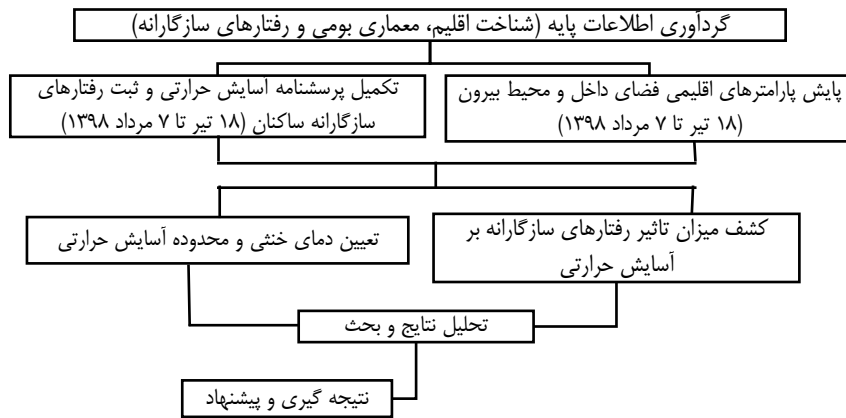 گردآوری اطلاعات پایه (شناخت اقلیم، معماری بومی و رفتارهای سازگارانه)
پایش پارامترهای اقلیمی فضای داخل و محیط بیرون
(۱۸ تیر تا ۷ مرداد ۱۳۹۸)
تکمیل پرسشنامه آسایش حرارتی و ثبت رفتارهای
سازگارانه ساکنان (۱۸ تیر تا ۷ مرداد ۱۳۹۸)
کشف میزان تاثیر رفتارهای سازگارانه بر
آسایش حرارتی
تعیین دمای خنثی و محدوده آسایش حرارتی
تحلیل نتایج و بحث
نتیجه گیری و پیشنهاد